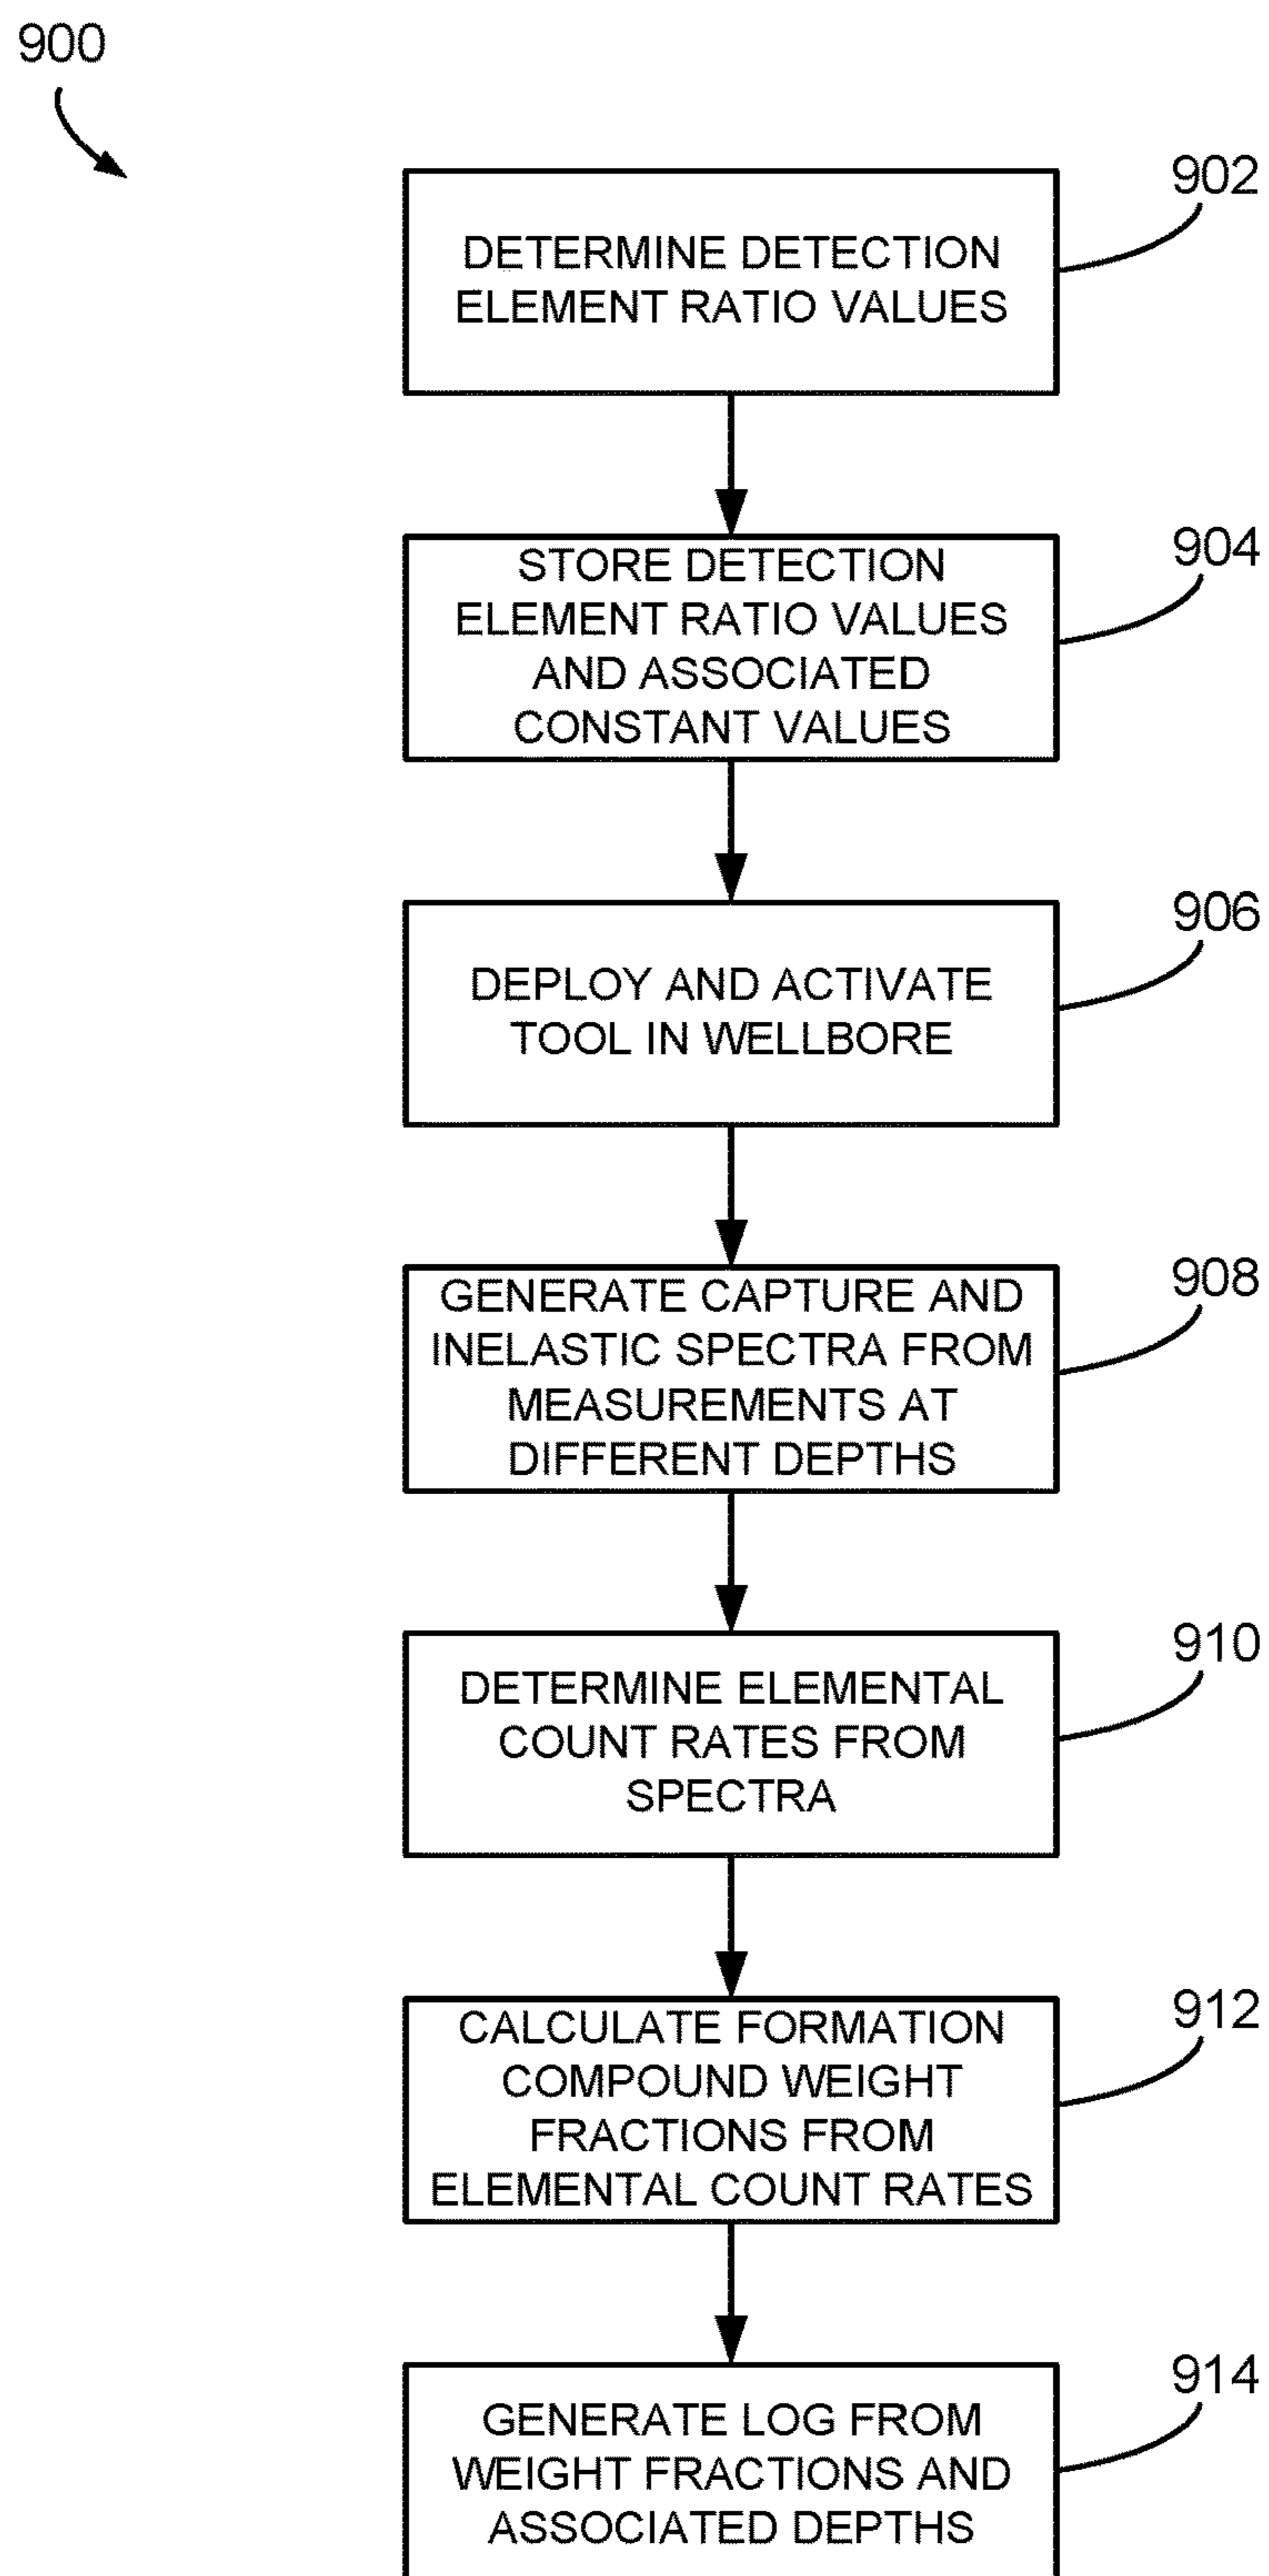 900
902
DETERMINE DETECTION
ELEMENT RATIO VALUES
904
STORE DETECTION
ELEMENT RATIO VALUES
AND ASSOCIATED
CONSTANT VALUES
906
DEPLOY AND ACTIVATE
TOOL IN WELLBORE
908
GENERATE CAPTURE AND
INELASTIC SPECTRA FROM
MEASUREMENTS AT
DIFFERENT DEPTHS
910
DETERMINE ELEMENTAL
COUNT RATES FROM
SPECTRA
912
CALCULATE FORMATION
COMPOUND WEIGHT
FRACTIONS FROM
ELEMENTAL COUNT RATES
914
GENERATE LOG FROM
WEIGHT FRACTIONS AND
ASSOCIATED DEPTHS